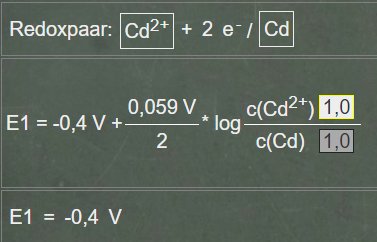 Redoxpaar: Cd²⁺ + 2 e⁻ / Cd
E1 = -0,4 V + 0,059 V / 2 * log c(Cd²⁺) 1,0 / c(Cd) 1,0
E1 = -0,4 V